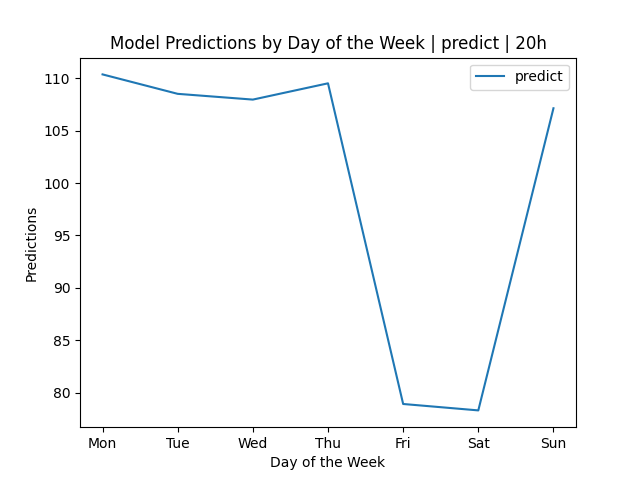 Model Predictions by Day of the Week | predict | 20h
predict
110
105
100
95
90
85
80
Predictions
Mon Tue Wed Thu Fri Sat Sun
Day of the Week